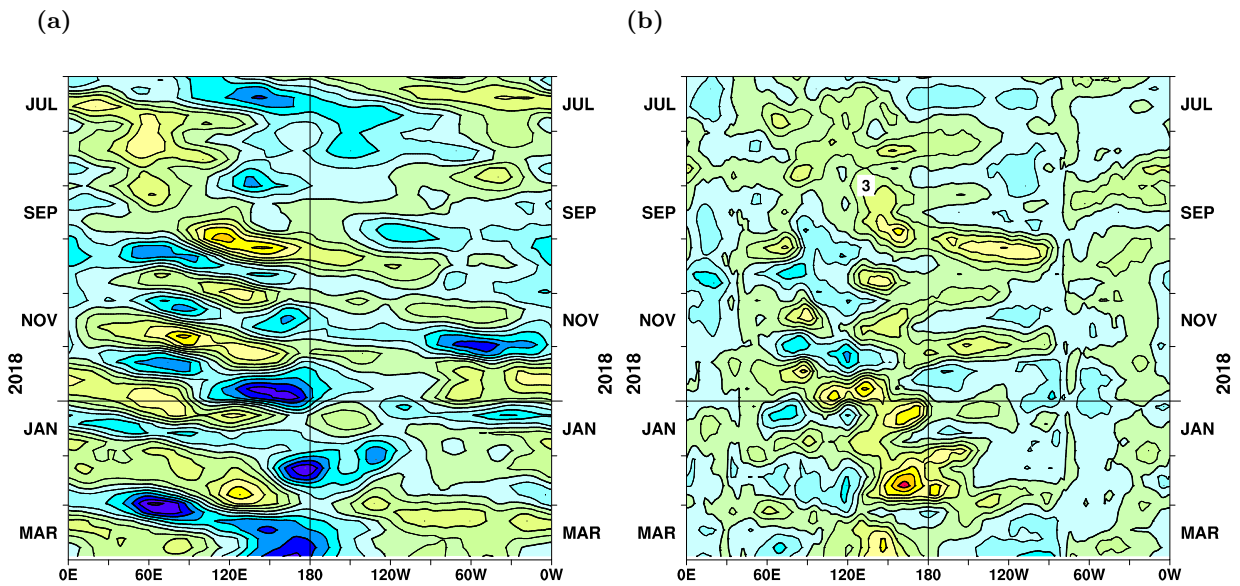 (a) (b)
JUL JUL JUL JUL
3
SEP SEP SEP SEP
NOV NOV NOV NOV
2018 2018 2018 2018
JAN JAN JAN JAN
MAR MAR MAR MAR
0E 60E 120E 180 120W 60W 0W 0E 60E 120E 180 120W 60W 0W